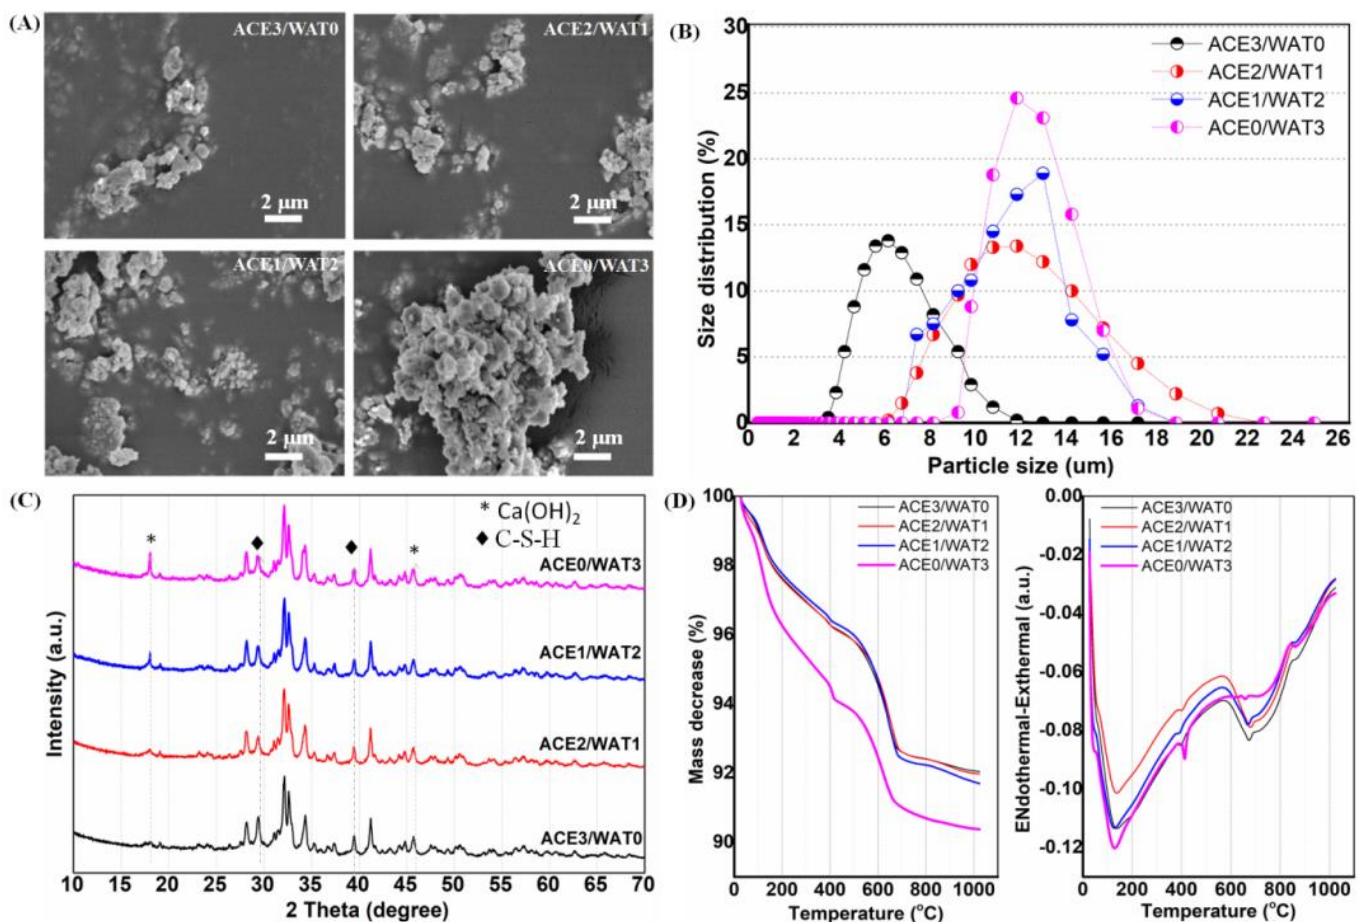 (A)
ACE3/WAT0
2 μm
ACE2/WAT1
2 μm
ACE1/WAT2
2 μm
ACE0/WAT3
2 μm
(B)
30
25
20
15
10
5
0
Size distribution (%)
ACE3/WAT0
ACE2/WAT1
ACE1/WAT2
ACE0/WAT3
0 2 4 6 8 10 12 14 16 18 20 22 24 26
Particle size (um)
(C)
* Ca(OH)2
◆ C-S-H
* ◆ ◆ *
ACE0/WAT3
ACE1/WAT2
ACE2/WAT1
ACE3/WAT0
Intensity (a.u.)
10 15 20 25 30 35 40 45 50 55 60 65 70
2 Theta (degree)
(D)
100
98
96
94
92
90
Mass decrease (%)
ACE3/WAT0
ACE2/WAT1
ACE1/WAT2
ACE0/WAT3
0 200 400 600 800 1000
Temperature (°C)
0.00
-0.02
-0.04
-0.06
-0.08
-0.10
-0.12
ENdothermal-Exthermal (a.u.)
ACE3/WAT0
ACE2/WAT1
ACE1/WAT2
ACE0/WAT3
0 200 400 600 800 1000
Temperature (°C)